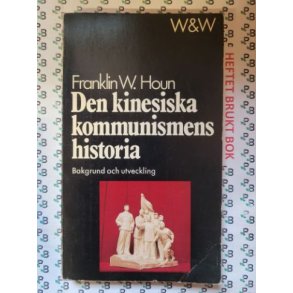 W&W
Franklin W. Houn
Den kinesiska
kommunismens
historia
Bakgrund och utveckling
HEFTET BRUKT BOK